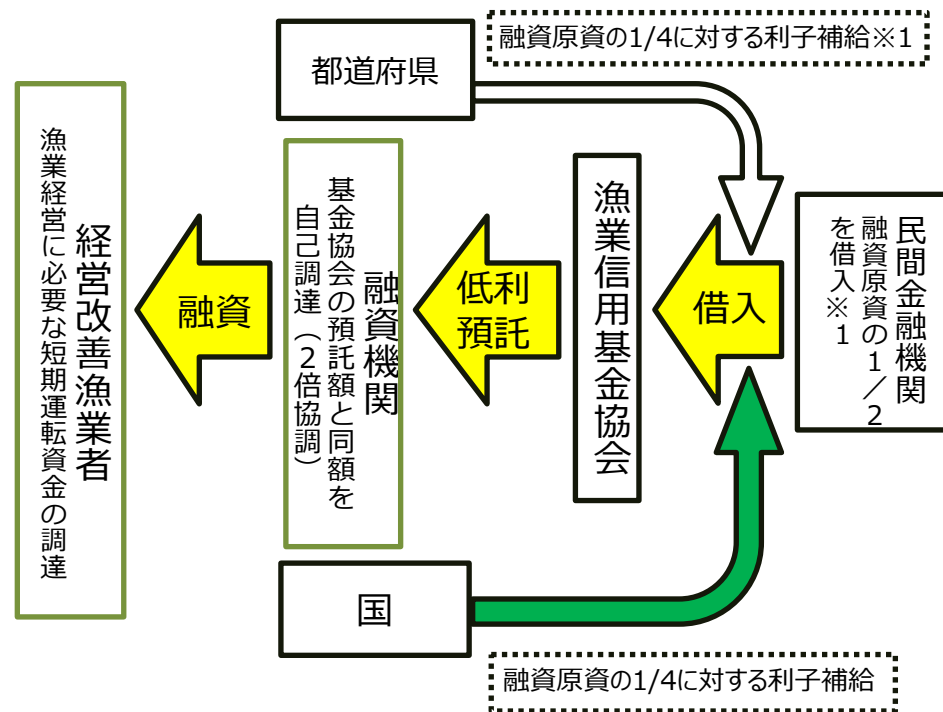 融資原資の1/4に対する利子補給※1
都道府県
民間金融機関
融資原資の1/2
を借入※1
借入
漁業信用基金協会
低利
預託
融資機関
基金協会の預託額と同額を
自己調達（2倍協調）
融資
経営改善漁業者
漁業経営に必要な短期運転資金の調達
国
融資原資の1/4に対する利子補給